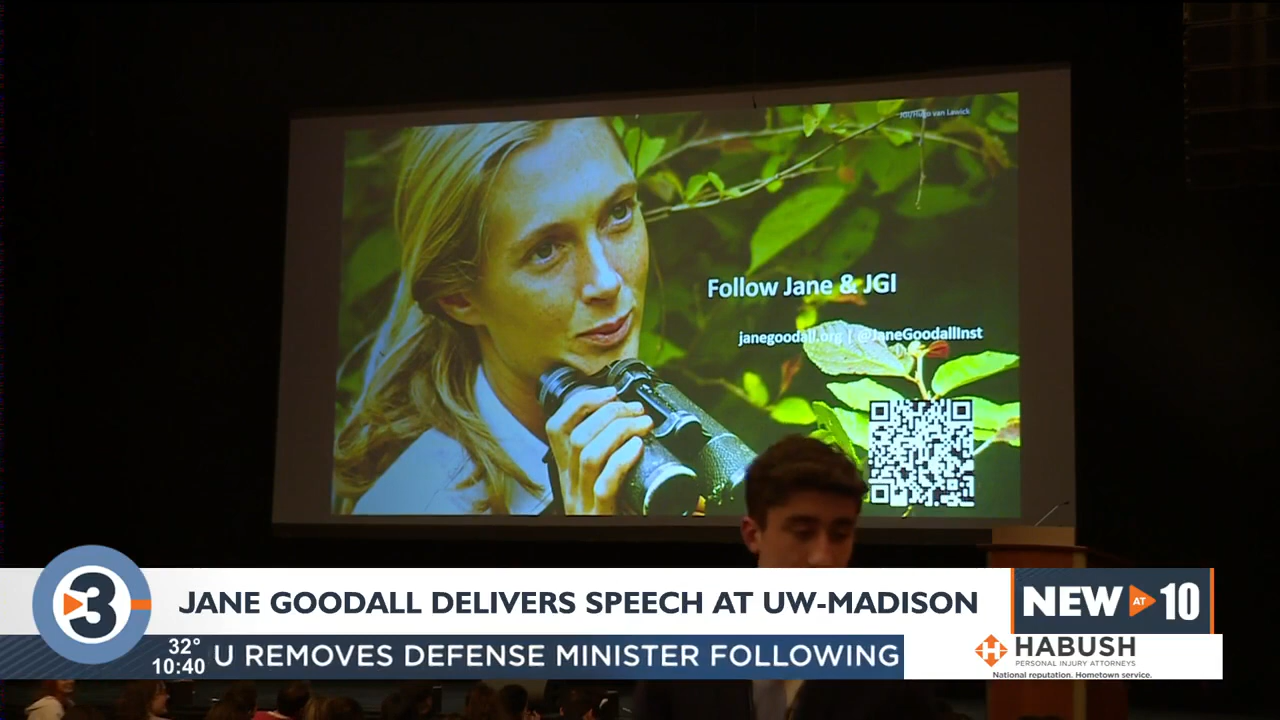 JGI/Hugo van Lawick
Follow Jane & JGI
janegoodall.org | @JaneGoodallInst
3
JANE GOODALL DELIVERS SPEECH AT UW-MADISON
NEW AT 10
32°
10:40
U REMOVES DEFENSE MINISTER FOLLOWING
HABUSH
PERSONAL INJURY ATTORNEYS
National reputation. Hometown service.